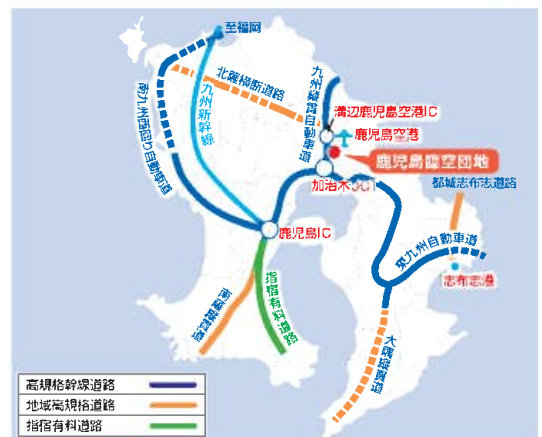 至福岡
北薩横断道路
九州新幹線
南九州西回り自動車道
九州縦貫自動車道
溝辺鹿児島空港IC
鹿児島空港
鹿児島臨空団地
加治木JCT
都城志布志道路
東九州自動車道
志布志港
鹿児島IC
指宿有料道路
南薩縦貫道
大隅縦貫道
高規格幹線道路
地域高規格道路
指宿有料道路